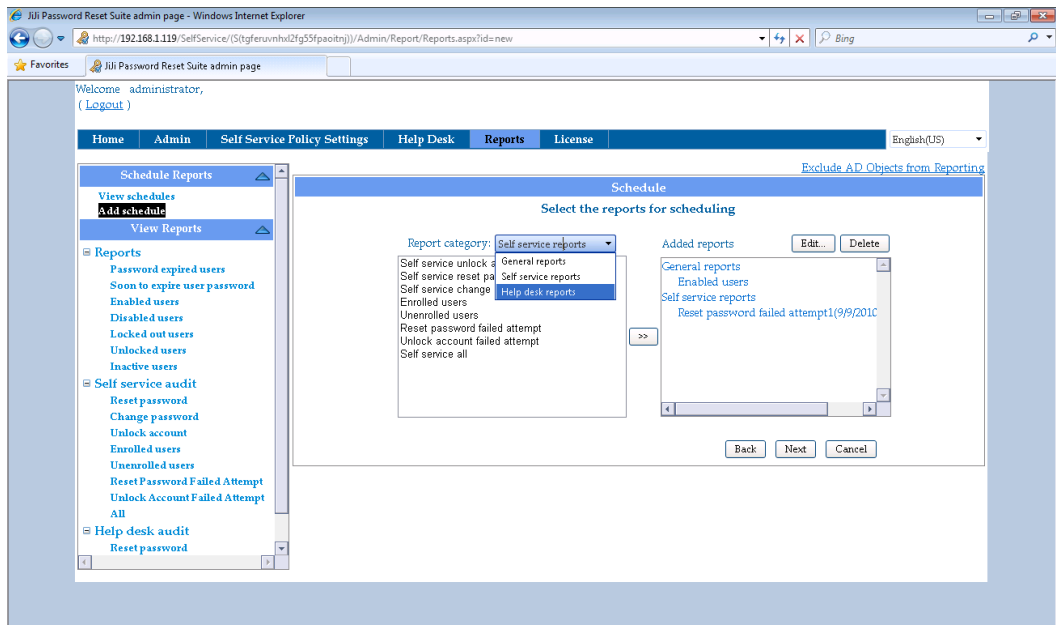 JiJi Password Reset Suite admin page - Windows Internet Explorer
http://192.168.1.119/SelfService/(S(tgferuvnhxl2fg55fpaoitnj))/Admin/Report/Reports.aspx?id=new
Bing
Favorites
JiJi Password Reset Suite admin page
Welcome administrator,
( Logout )
Home Admin Self Service Policy Settings Help Desk Reports License English(US)
Exclude AD Objects from Reporting
Schedule Reports
View schedules
Add schedule
View Reports
Reports
Password expired users
Soon to expire user password
Enabled users
Disabled users
Locked out users
Unlocked users
Inactive users
Self service audit
Reset password
Change password
Unlock account
Enrolled users
Unenrolled users
Reset Password Failed Attempt
Unlock Account Failed Attempt
All
Help desk audit
Reset password
Schedule
Select the reports for scheduling
Report category: Self service reports
General reports
Self service reports
Help desk reports
Self service unlock a
Self service reset pa
Self service change
Enrolled users
Unenrolled users
Reset password failed attempt
Unlock account failed attempt
Self service all
>>
Added reports Edit... Delete
General reports
Enabled users
Self service reports
Reset password failed attempt1(9/9/2010
Back Next Cancel